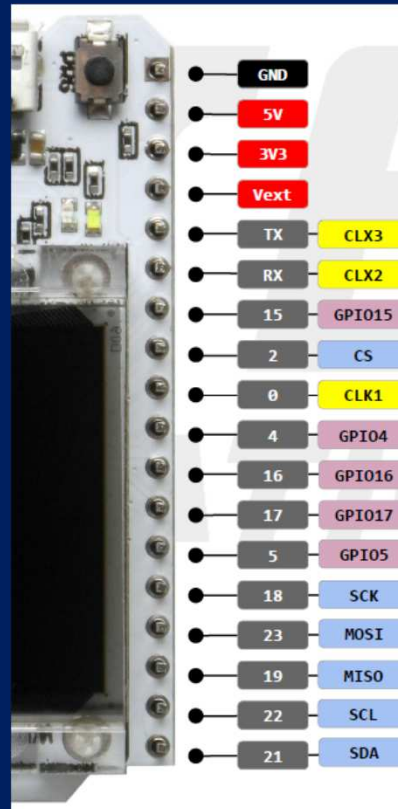 PRG
GND
5V
3V3
Vext
TX CLX3
RX CLX2
15 GPIO15
2 CS
0 CLK1
4 GPIO4
16 GPIO16
17 GPIO17
5 GPIO5
18 SCK
23 MOSI
19 MISO
22 SCL
21 SDA